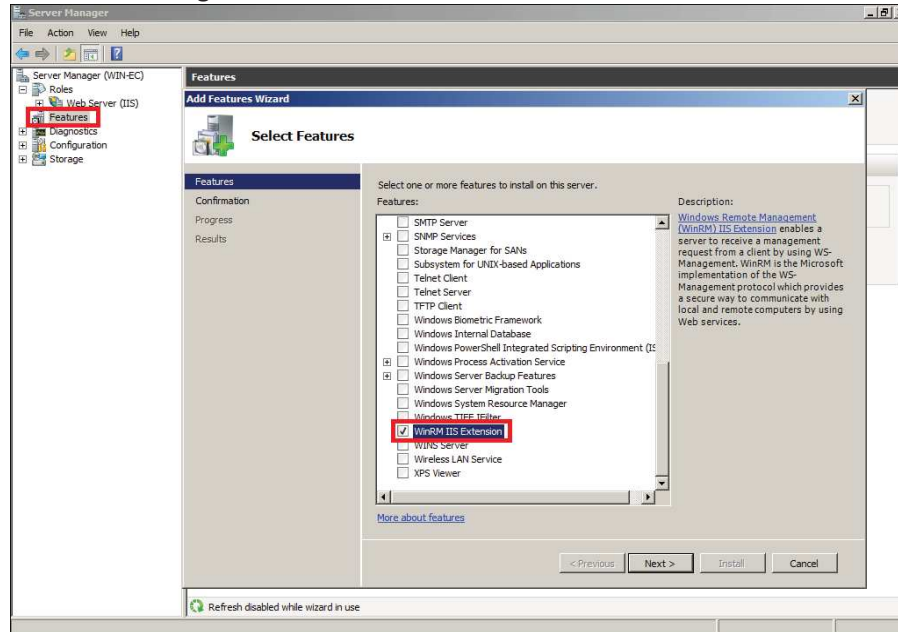 Server Manager
File Action View Help
Server Manager (WIN-EC)
Roles
Web Server (IIS)
Features
Diagnostics
Configuration
Storage
Features
Add Features Wizard
Select Features
Features
Confirmation
Progress
Results
Select one or more features to install on this server.
Features:
SMTP Server
SNMP Services
Storage Manager for SANs
Subsystem for UNIX-based Applications
Telnet Client
Telnet Server
TFTP Client
Windows Biometric Framework
Windows Internal Database
Windows PowerShell Integrated Scripting Environment (IS
Windows Process Activation Service
Windows Server Backup Features
Windows Server Migration Tools
Windows System Resource Manager
Windows TIFF IFilter
WinRM IIS Extension
WINS Server
Wireless LAN Service
XPS Viewer
More about features
Description:
Windows Remote Management
(WinRM) IIS Extension enables a
server to receive a management
request from a client by using WS-
Management. WinRM is the Microsoft
implementation of the WS-
Management protocol which provides
a secure way to communicate with
local and remote computers by using
Web services.
< Previous Next > Install Cancel
Refresh disabled while wizard in use